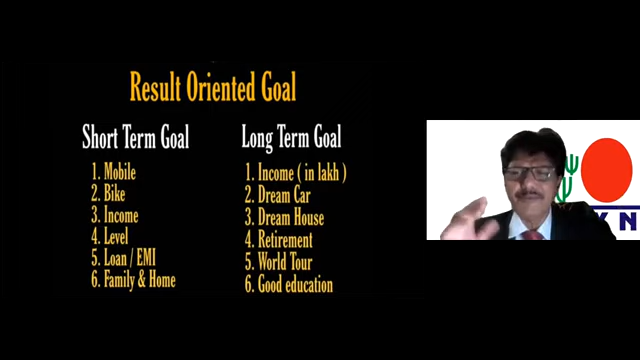 Result Oriented Goal
Short Term Goal
1. Mobile
2. Bike
3. Income
4. Level
5. Loan / EMI
6. Family & Home
Long Term Goal
1. Income ( in lakh )
2. Dream Car
3. Dream House
4. Retirement
5. World Tour
6. Good education
N